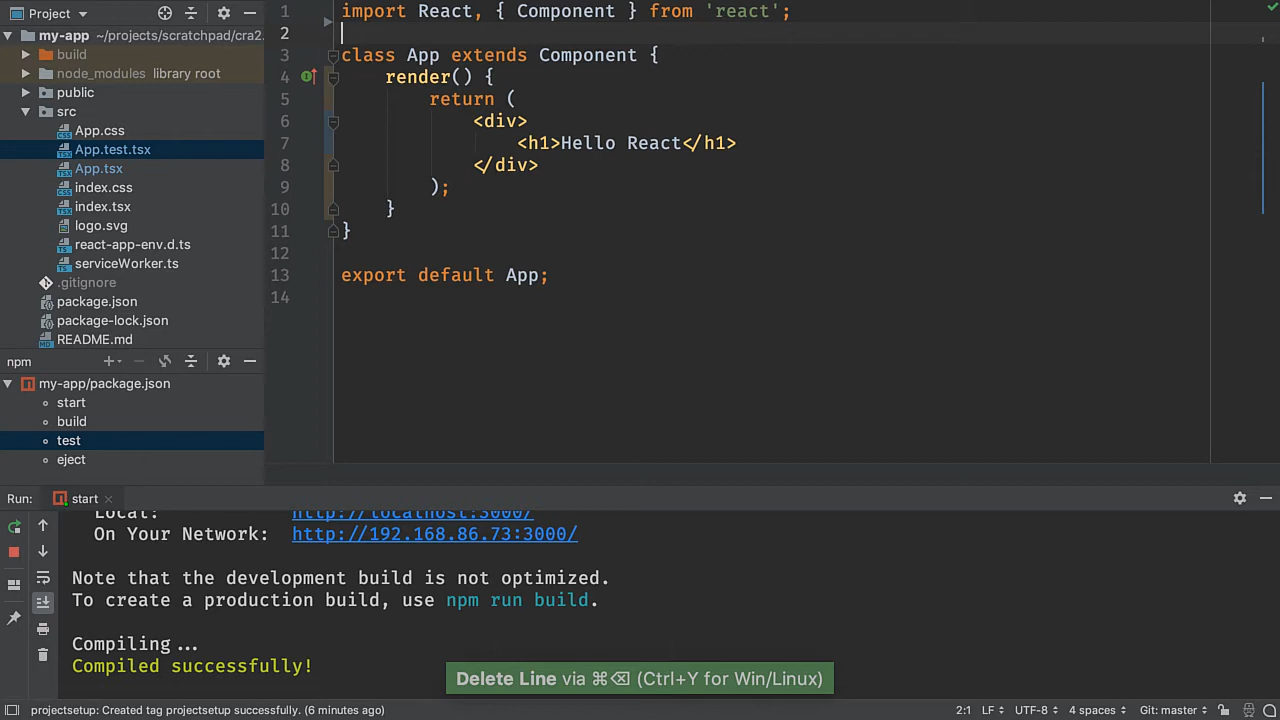 Project
my-app ~/projects/scratchpad/cra2.
build
node_modules library root
public
src
App.css
App.test.tsx
App.tsx
index.css
index.tsx
logo.svg
react-app-env.d.ts
serviceWorker.ts
.gitignore
package.json
package-lock.json
README.md
npm
my-app/package.json
start
build
test
eject
1 import React, { Component } from 'react';
2
3 class App extends Component {
4 render() {
5 return (
6 <div>
7 <h1>Hello React</h1>
8 </div>
9 );
10 }
11 }
12
13 export default App;
14
Run: start
Local: http://localhost:3000/
On Your Network: http://192.168.86.73:3000/
Note that the development build is not optimized.
To create a production build, use npm run build.
Compiling...
Compiled successfully!
Delete Line via ⌘⌫ (Ctrl+Y for Win/Linux)
projectsetup: Created tag projectsetup successfully. (6 minutes ago) 2:1 LF UTF-8 4 spaces Git: master